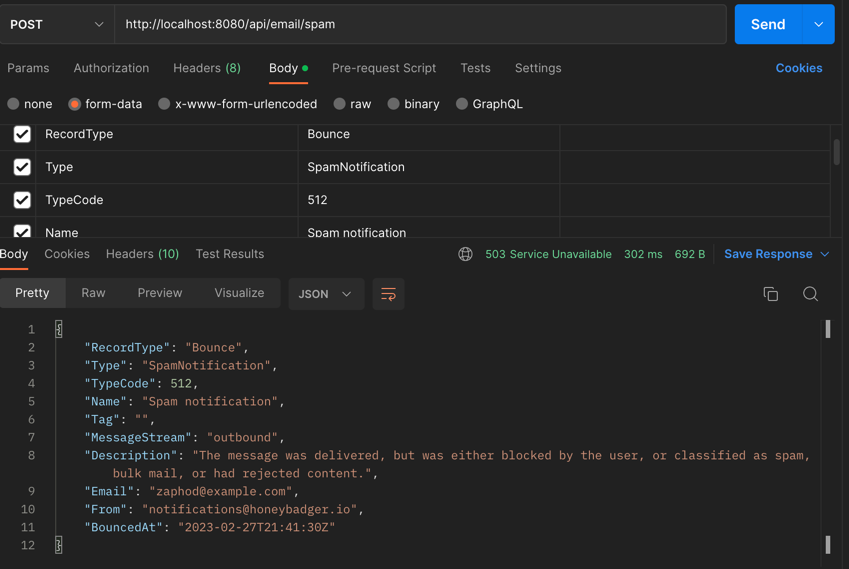 POST http://localhost:8080/api/email/spam Send
Params Authorization Headers (8) Body Pre-request Script Tests Settings Cookies
none form-data x-www-form-urlencoded raw binary GraphQL
RecordType Bounce
Type SpamNotification
TypeCode 512
Name Spam notification
Body Cookies Headers (10) Test Results 503 Service Unavailable 302 ms 692 B Save Response
Pretty Raw Preview Visualize JSON
1 {
2 "RecordType": "Bounce",
3 "Type": "SpamNotification",
4 "TypeCode": 512,
5 "Name": "Spam notification",
6 "Tag": "",
7 "MessageStream": "outbound",
8 "Description": "The message was delivered, but was either blocked by the user, or classified as spam,
bulk mail, or had rejected content.",
9 "Email": "zaphod@example.com",
10 "From": "notifications@honeybadger.io",
11 "BouncedAt": "2023-02-27T21:41:30Z"
12 }